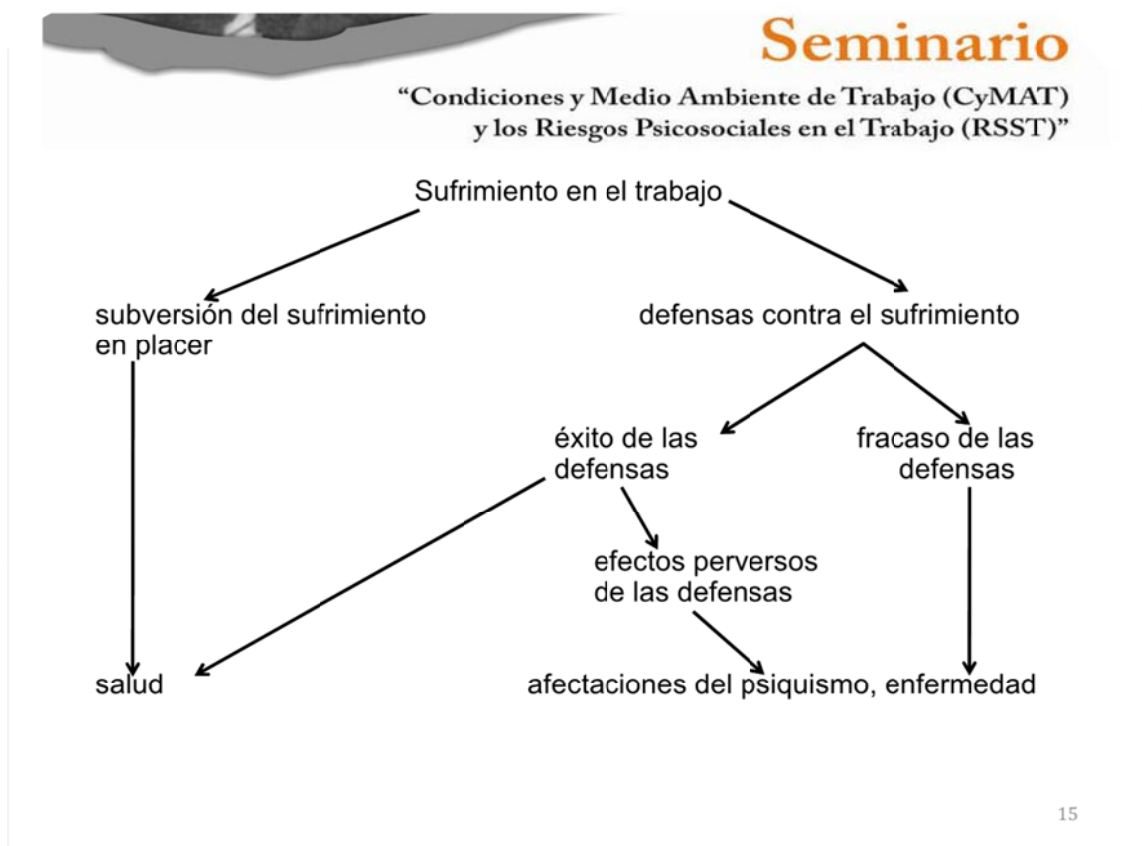 Seminario
“Condiciones y Medio Ambiente de Trabajo (CyMAT)
y los Riesgos Psicosociales en el Trabajo (RSST)”
Sufrimiento en el trabajo
subversión del sufrimiento
en placer
defensas contra el sufrimiento
éxito de las
defensas
fracaso de las
defensas
efectos perversos
de las defensas
salud
afectaciones del psiquismo, enfermedad
15